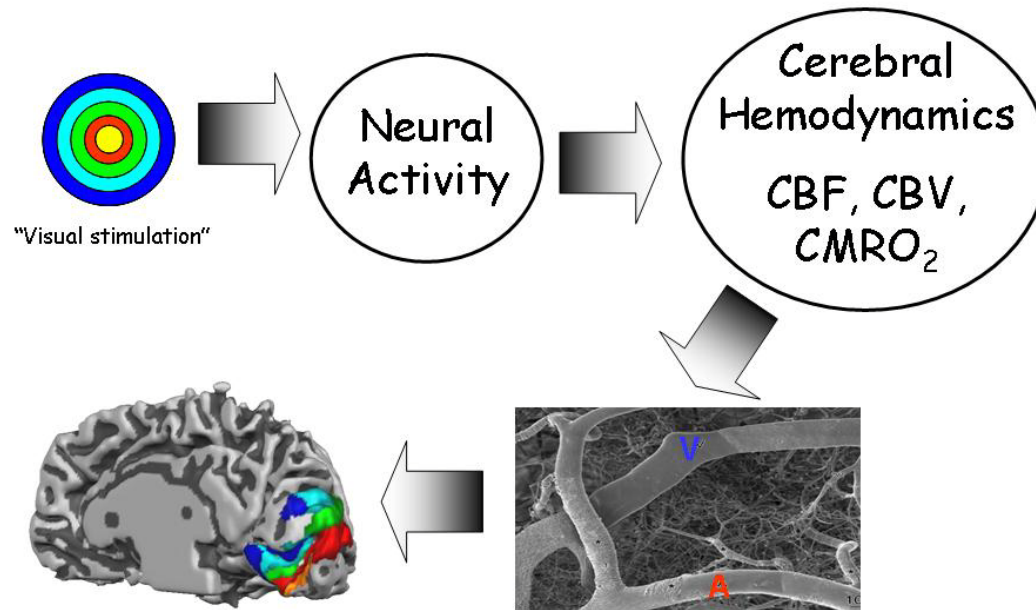 "Visual stimulation"
Neural
Activity
Cerebral
Hemodynamics
CBF, CBV,
CMRO₂
V
A